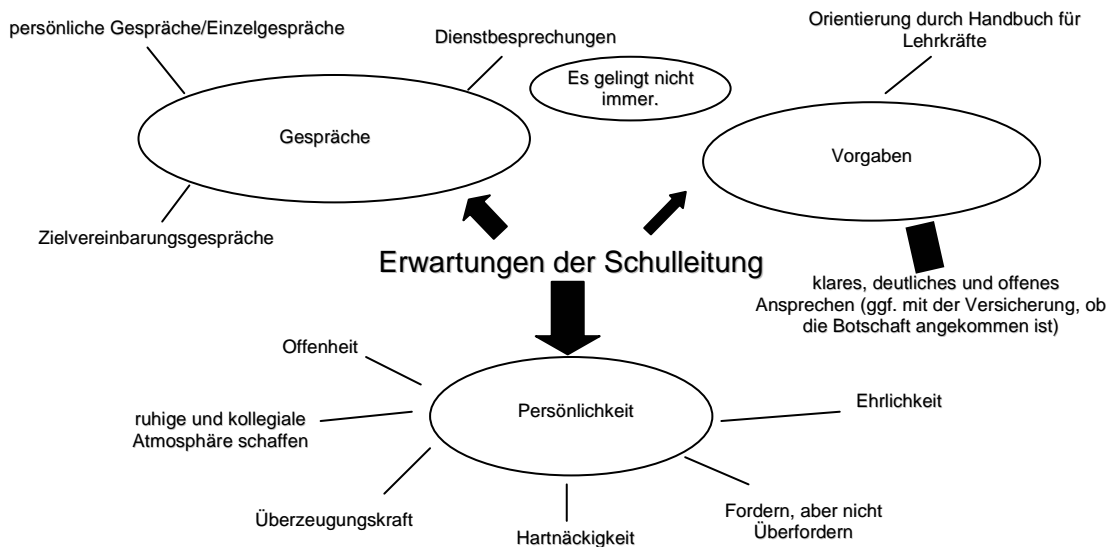 persönliche Gespräche/Einzelgespräche
Dienstbesprechungen
Orientierung durch Handbuch für
Lehrkräfte
Es gelingt nicht
immer.
Gespräche
Vorgaben
Zielvereinbarungsgespräche
Erwartungen der Schulleitung
klares, deutliches und offenes
Ansprechen (ggf. mit der Versicherung, ob
die Botschaft angekommen ist)
Offenheit
Persönlichkeit
Ehrlichkeit
ruhige und kollegiale
Atmosphäre schaffen
Überzeugungskraft
Hartnäckigkeit
Fordern, aber nicht
Überfordern